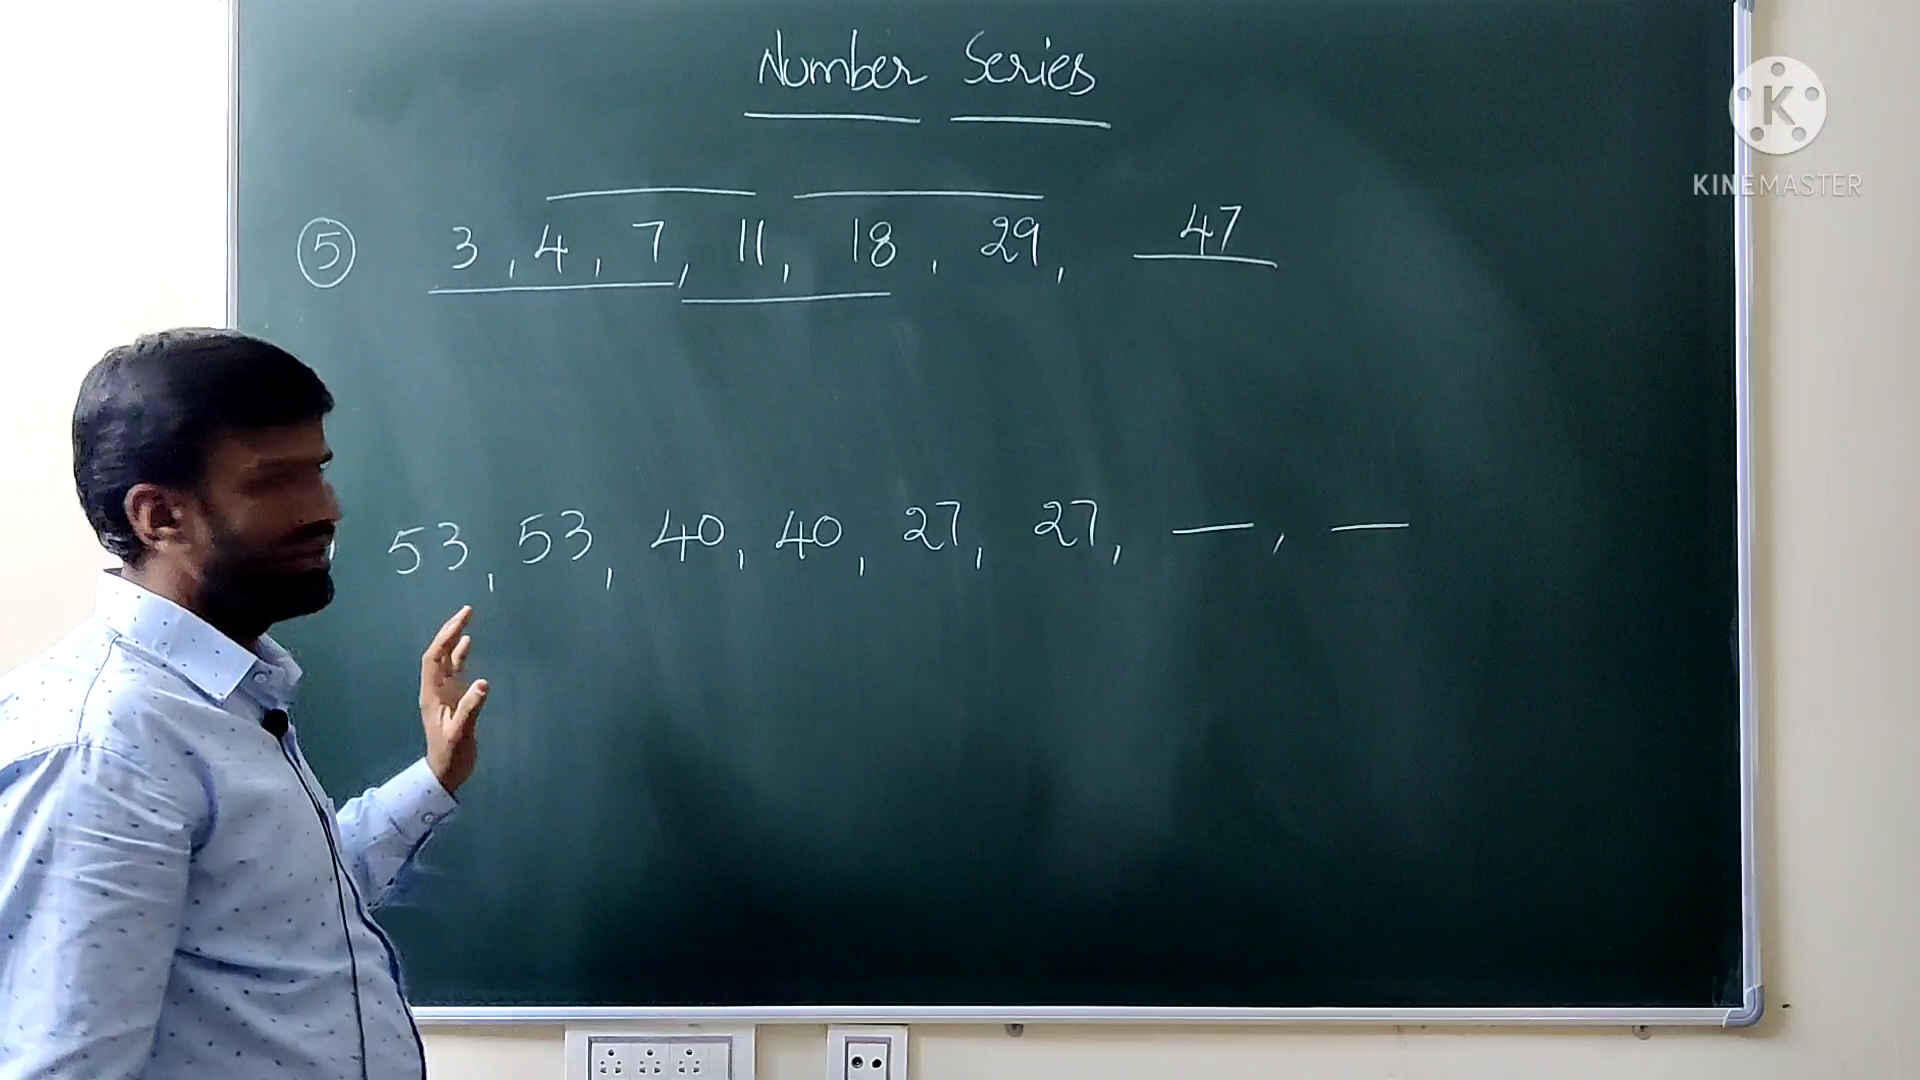 Number Series
KINEMASTER
5 3, 4, 7, 11, 18, 29, 47
53, 53, 40, 40, 27, 27, —, —